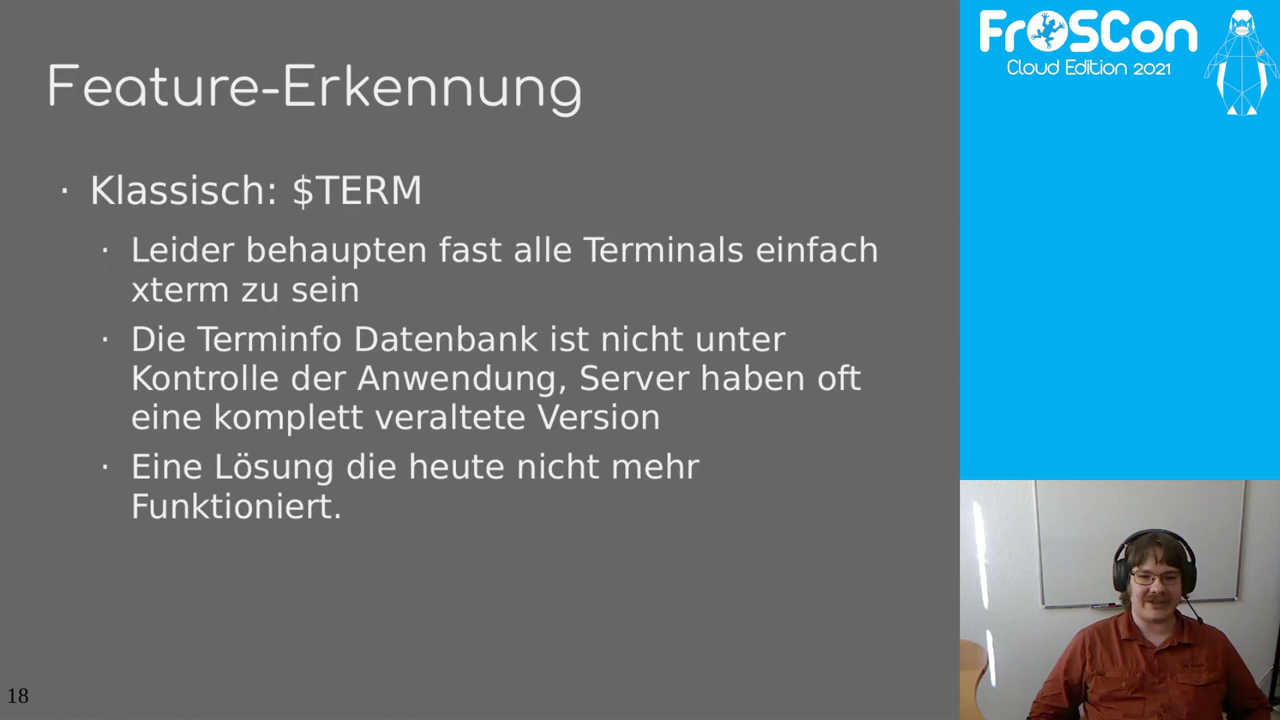 Feature-Erkennung
· Klassisch: $TERM
· Leider behaupten fast alle Terminals einfach
xterm zu sein
· Die Terminfo Datenbank ist nicht unter
Kontrolle der Anwendung, Server haben oft
eine komplett veraltete Version
· Eine Lösung die heute nicht mehr
Funktioniert.
18
FrOSCon
Cloud Edition 2021